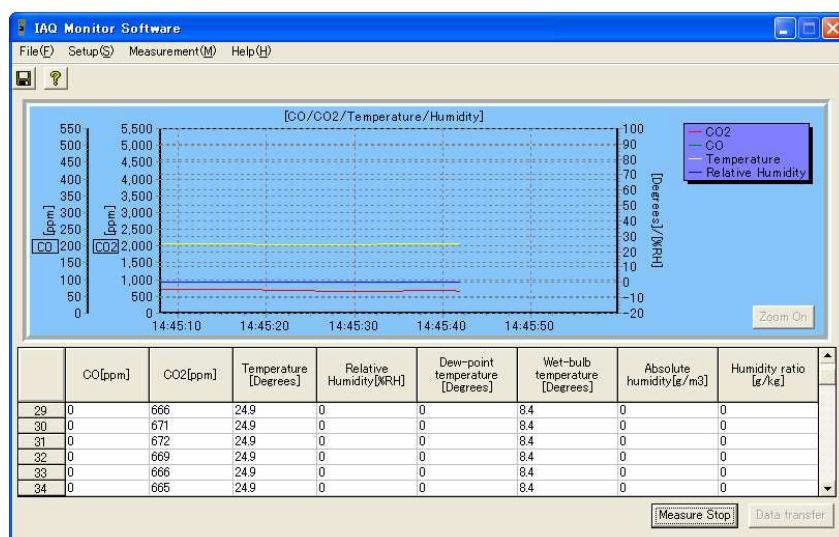 IAQ Monitor Software
File(F) Setup(S) Measurement(M) Help(H)
[CO/CO2/Temperature/Humidity]
550
500
450
400
350
300
250
200
150
100
50
0
[ppm]
CO
5,500
5,000
4,500
4,000
3,500
3,000
2,500
2,000
1,500
1,000
500
0
[ppm]
CO2
100
90
80
70
60
50
40
30
20
10
0
-10
-20
[Degrees]/[%RH]
14:45:10 14:45:20 14:45:30 14:45:40 14:45:50
CO2
CO
Temperature
Relative Humidity
Zoom On
CO[ppm] CO2[ppm] Temperature [Degrees] Relative Humidity[%RH] Dew-point temperature [Degrees] Wet-bulb temperature [Degrees] Absolute humidity[g/m3] Humidity ratio [g/kg]
29 0 666 24.9 0 0 8.4 0 0
30 0 671 24.9 0 0 8.4 0 0
31 0 672 24.9 0 0 8.4 0 0
32 0 669 24.9 0 0 8.4 0 0
33 0 666 24.9 0 0 8.4 0 0
34 0 665 24.9 0 0 8.4 0 0
Measure Stop Data transfer